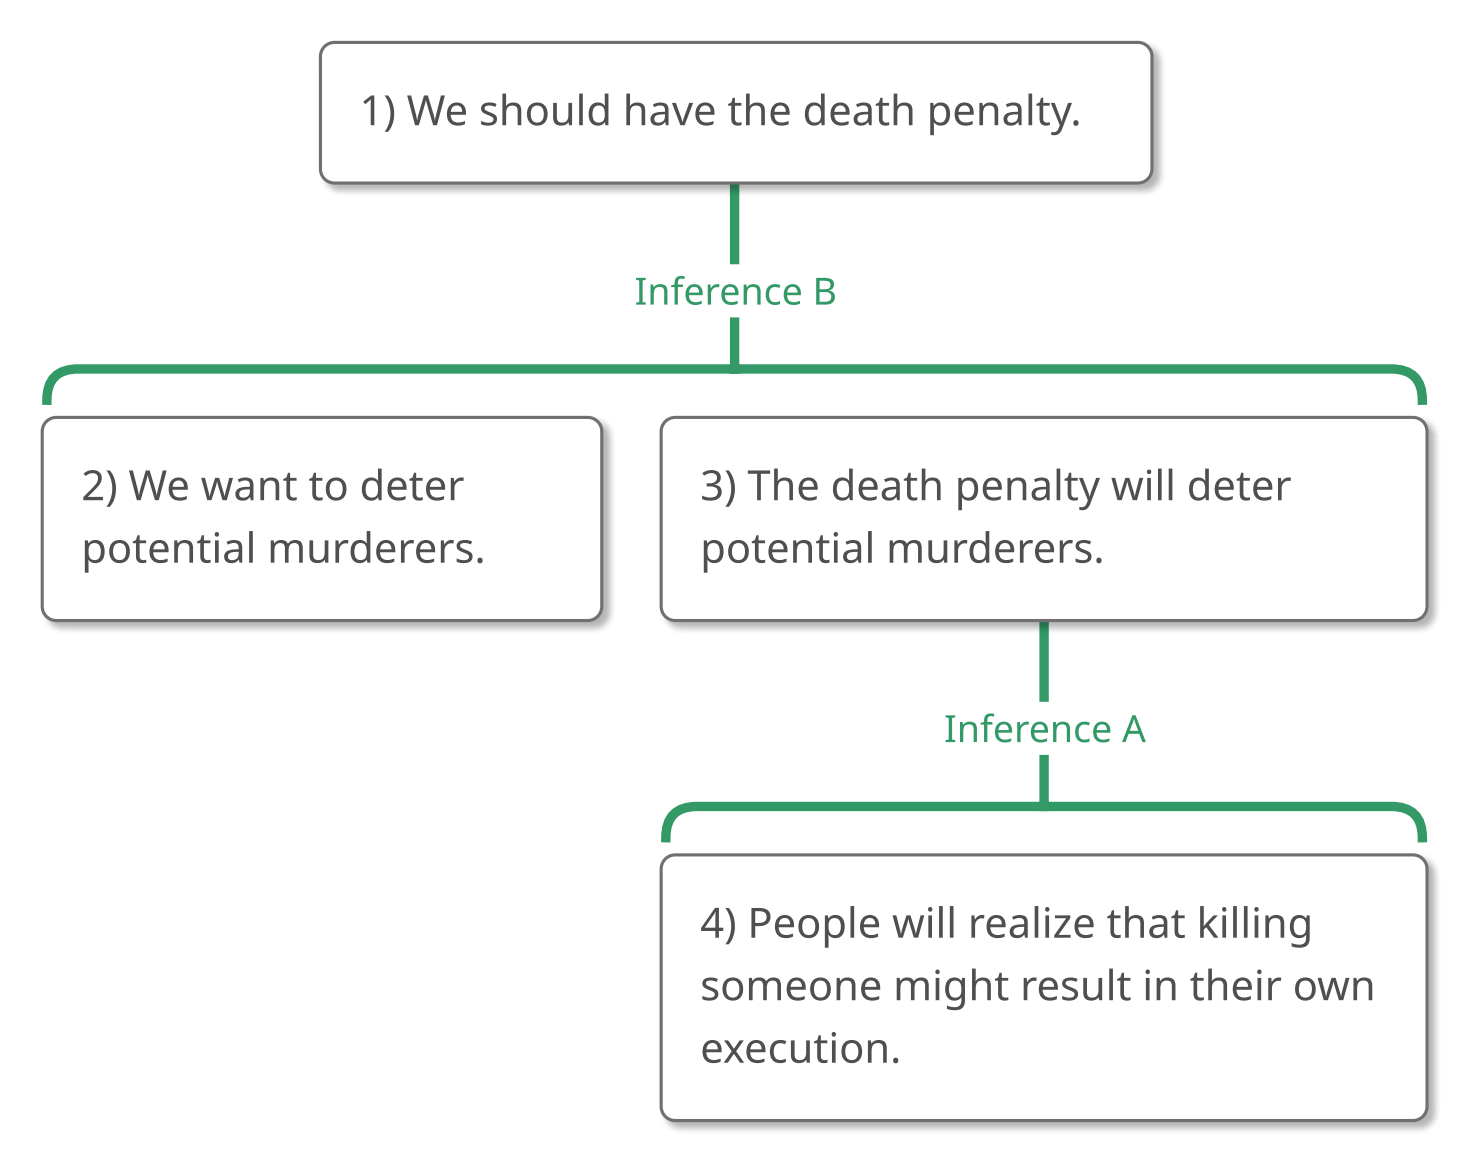 1) We should have the death penalty.
Inference B
2) We want to deter
potential murderers.
3) The death penalty will deter
potential murderers.
Inference A
4) People will realize that killing
someone might result in their own
execution.